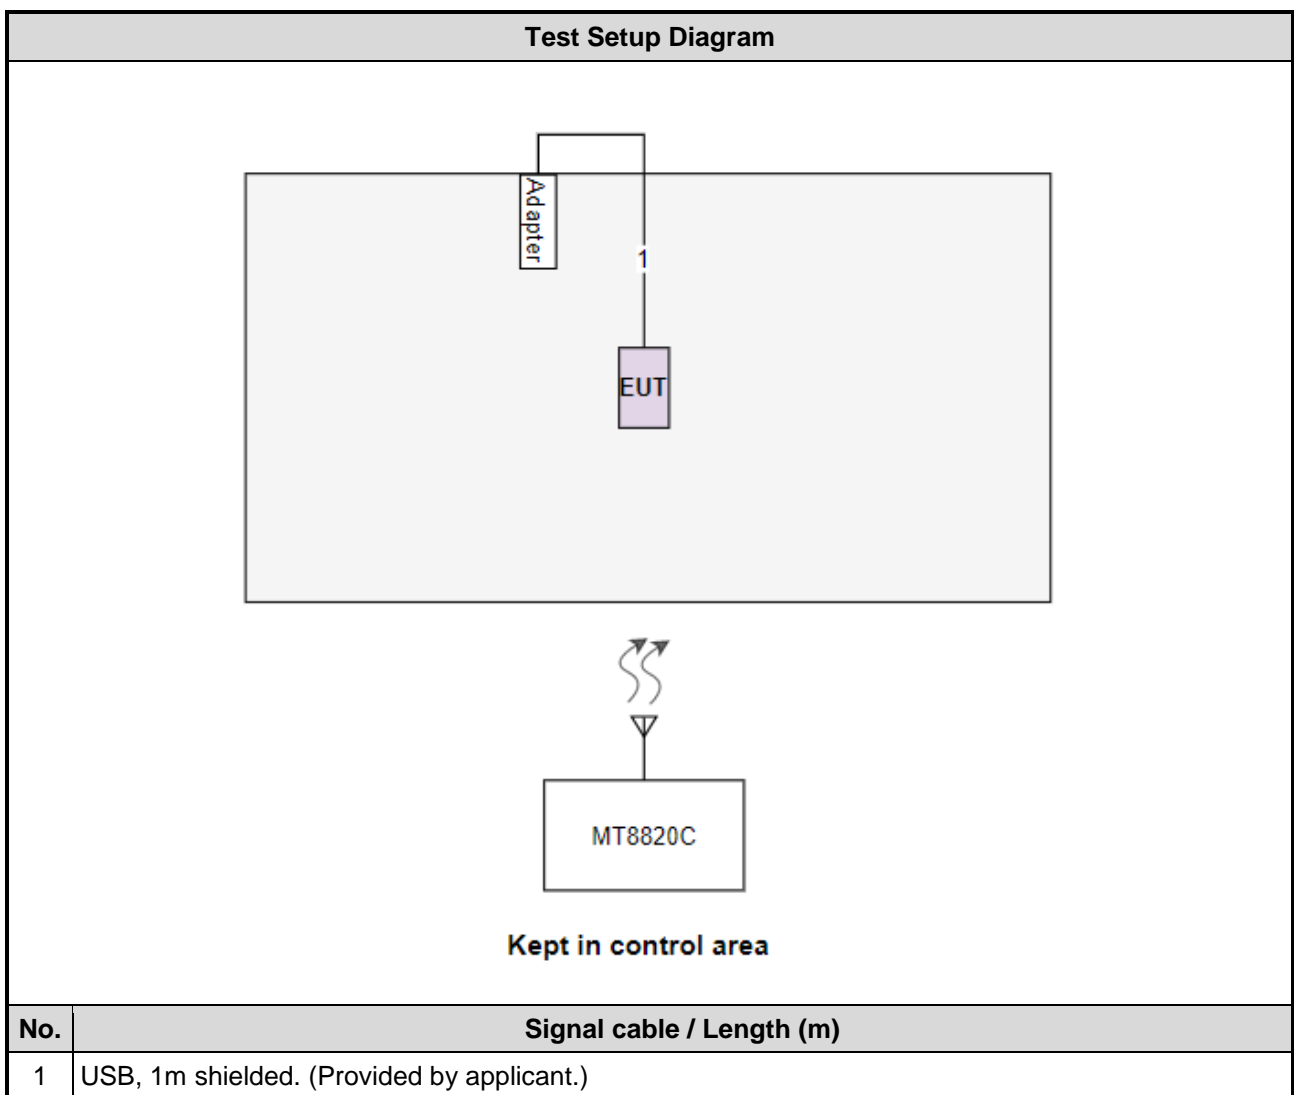 Test Setup Diagram
Adapter
1
EUT
MT8820C
Kept in control area
No. Signal cable / Length (m)
1 USB, 1m shielded. (Provided by applicant.)